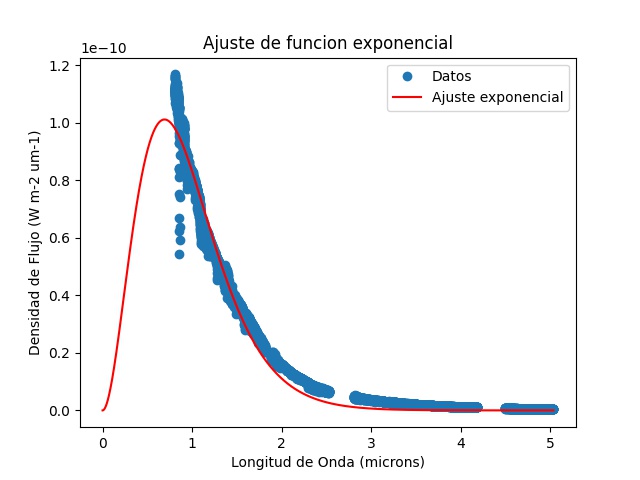 Ajuste de funcion exponencial
1e−10
1.2
1.0
0.8
0.6
0.4
0.2
0.0
Densidad de Flujo (W m-2 um-1)
Datos
Ajuste exponencial
0 1 2 3 4 5
Longitud de Onda (microns)